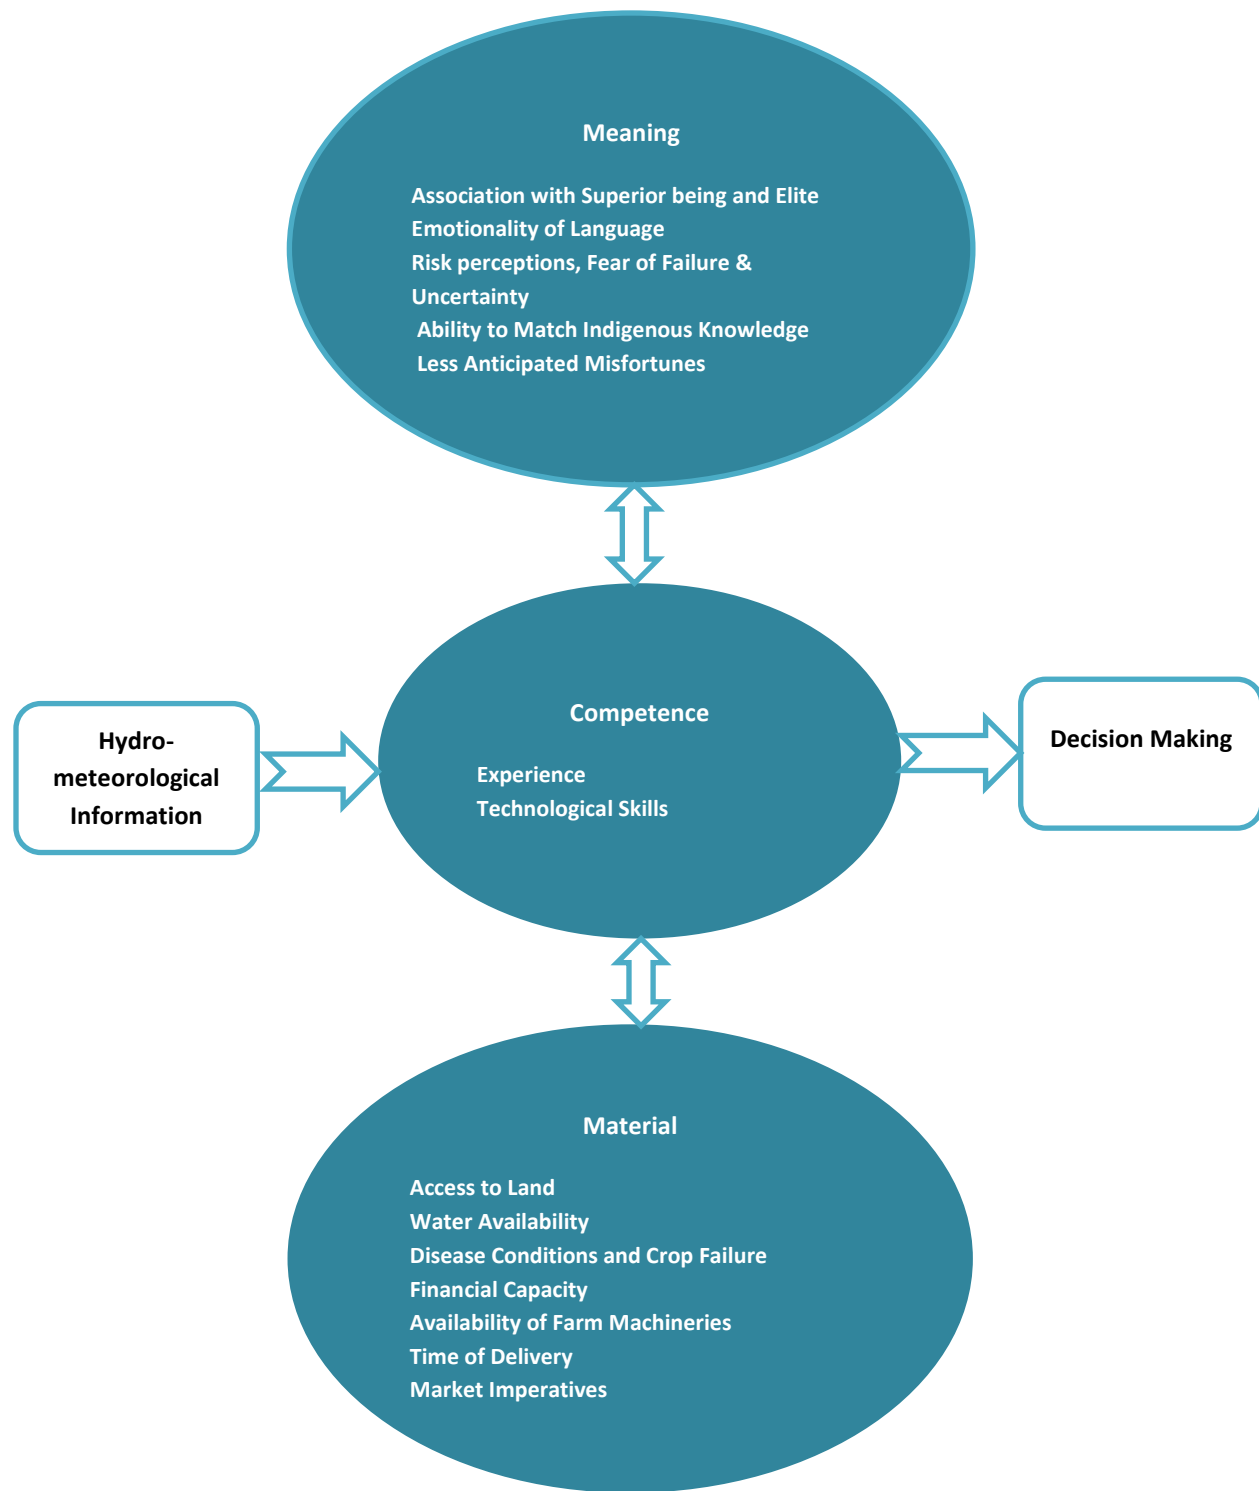 Meaning
Association with Superior being and Elite
Emotionality of Language
Risk perceptions, Fear of Failure &
Uncertainty
Ability to Match Indigenous Knowledge
Less Anticipated Misfortunes
Hydro-
meteorological
Information
Competence
Experience
Technological Skills
Decision Making
Material
Access to Land
Water Availability
Disease Conditions and Crop Failure
Financial Capacity
Availability of Farm Machineries
Time of Delivery
Market Imperatives